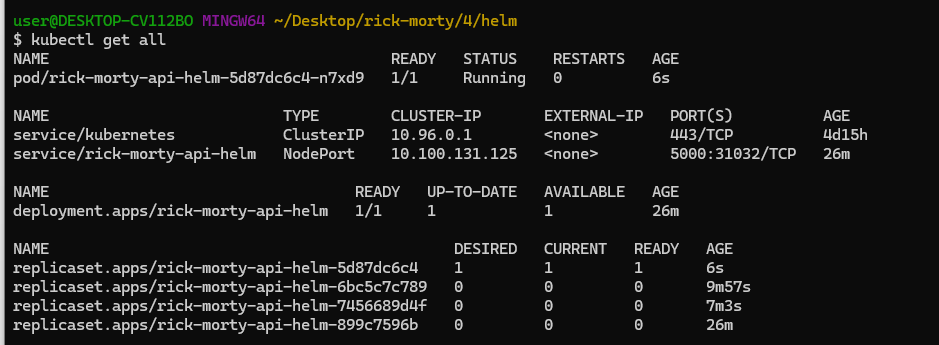 user@DESKTOP-CV112BO MINGW64 ~/Desktop/rick-morty/4/helm
$ kubectl get all
NAME                                      READY   STATUS    RESTARTS   AGE
pod/rick-morty-api-helm-5d87dc6c4-n7xd9   1/1     Running   0          6s

NAME                          TYPE        CLUSTER-IP       EXTERNAL-IP   PORT(S)          AGE
service/kubernetes            ClusterIP   10.96.0.1        <none>        443/TCP          4d15h
service/rick-morty-api-helm   NodePort    10.100.131.125   <none>        5000:31032/TCP   26m

NAME                                  READY   UP-TO-DATE   AVAILABLE   AGE
deployment.apps/rick-morty-api-helm   1/1     1            1           26m

NAME                                             DESIRED   CURRENT   READY   AGE
replicaset.apps/rick-morty-api-helm-5d87dc6c4    1         1         1       6s
replicaset.apps/rick-morty-api-helm-6bc5c7c789   0         0         0       9m57s
replicaset.apps/rick-morty-api-helm-7456689d4f   0         0         0       7m3s
replicaset.apps/rick-morty-api-helm-899c7596b    0         0         0       26m